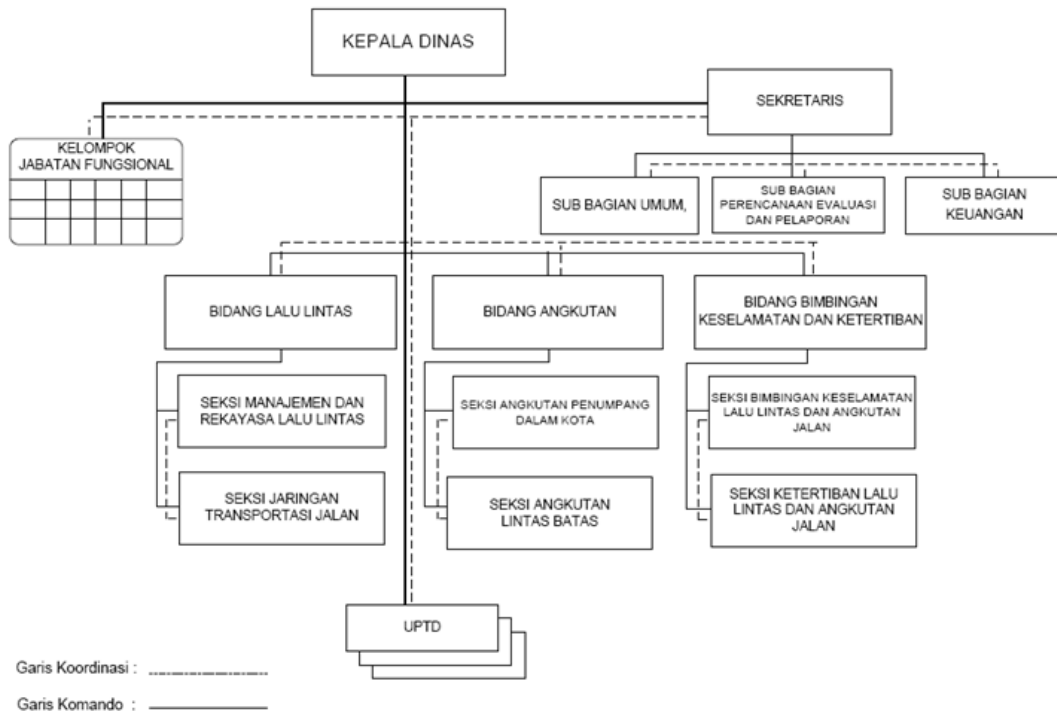 KEPALA DINAS
SEKRETARIS
KELOMPOK
JABATAN FUNGSIONAL
SUB BAGIAN UMUM,
SUB BAGIAN
PERENCANAAN EVALUASI
DAN PELAPORAN
SUB BAGIAN
KEUANGAN
BIDANG LALU LINTAS
BIDANG ANGKUTAN
BIDANG BIMBINGAN
KESELAMATAN DAN KETERTIBAN
SEKSI MANAJEMEN DAN
REKAYASA LALU LINTAS
SEKSI ANGKUTAN PENUMPANG
DALAM KOTA
SEKSI BIMBINGAN KESELAMATAN
LALU LINTAS DAN ANGKUTAN
JALAN
SEKSI JARINGAN
TRANSPORTASI JALAN
SEKSI ANGKUTAN
LINTAS BATAS
SEKSI KETERTIBAN LALU
LINTAS DAN ANGKUTAN
JALAN
UPTD
Garis Koordinasi :
Garis Komando :